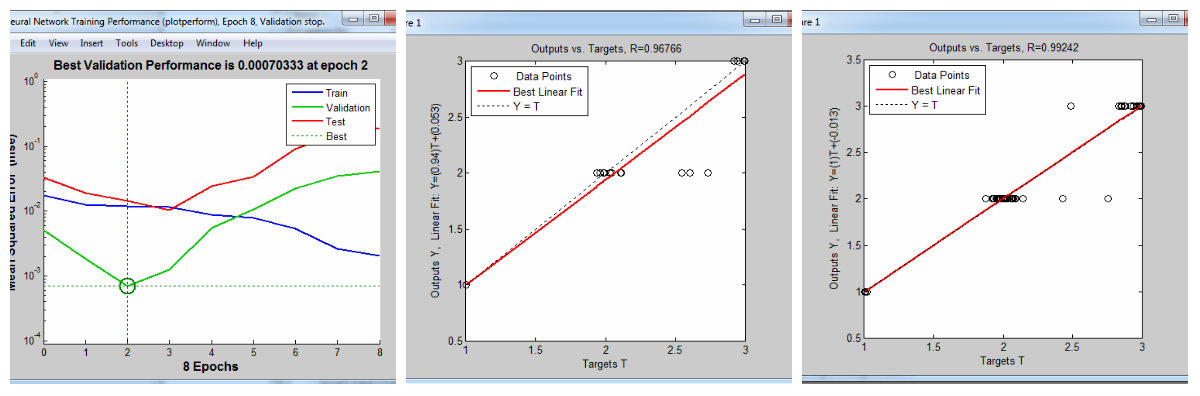 eural Network Training Performance (plotperform), Epoch 8, Validation stop.
Edit View Insert Tools Desktop Window Help
Best Validation Performance is 0.00070333 at epoch 2
Mean Squared Error (mse)
10^0
10^-1
10^-2
10^-3
10^-4
Train
Validation
Test
Best
0 1 2 3 4 5 6 7 8
8 Epochs
re 1
Outputs vs. Targets, R=0.96766
Outputs Y, Linear Fit: Y=(0.94)T+(0.053)
3
2.5
2
1.5
1
0.5
Data Points
Best Linear Fit
Y = T
1 1.5 2 2.5 3
Targets T
ure 1
Outputs vs. Targets, R=0.99242
Outputs Y, Linear Fit: Y=(1)T+(-0.013)
3.5
3
2.5
2
1.5
1
0.5
Data Points
Best Linear Fit
Y = T
1 1.5 2 2.5 3
Targets T